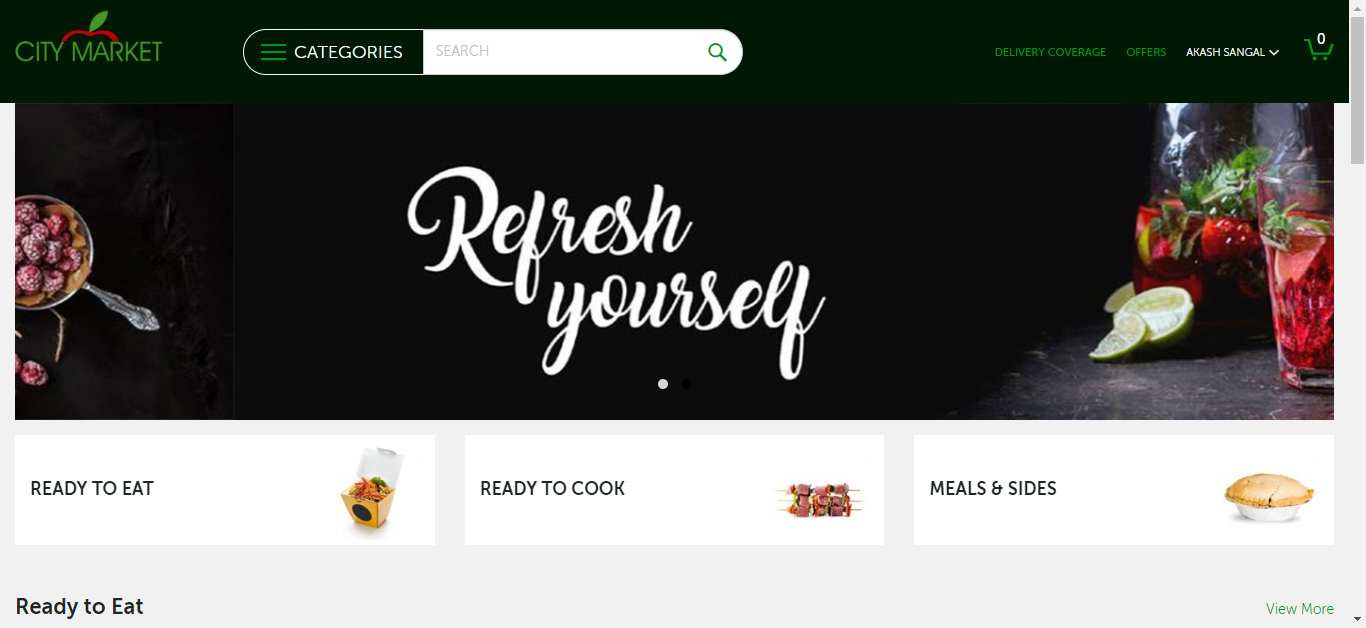 CITY MARKET
CATEGORIES
SEARCH
DELIVERY COVERAGE
OFFERS
AKASH SANGAL
0
Refresh
yourself
READY TO EAT
READY TO COOK
MEALS & SIDES
Ready to Eat
View More